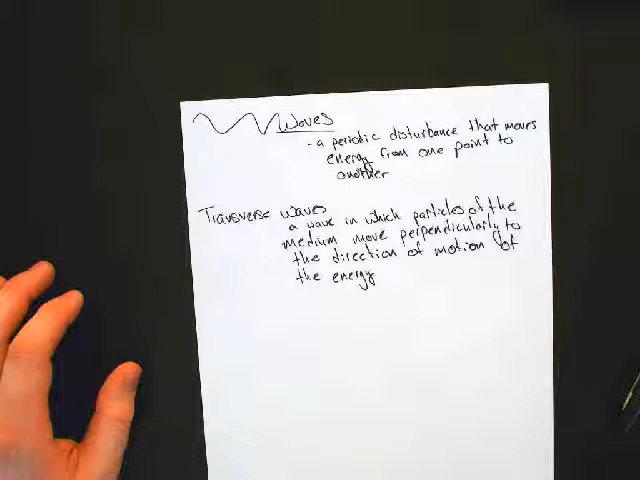 Waves
- a periodic disturbance that moves
energy from one point to
another
Transverse waves
a wave in which particles of the
medium move perpendicularly to
the direction of motion of
the energy